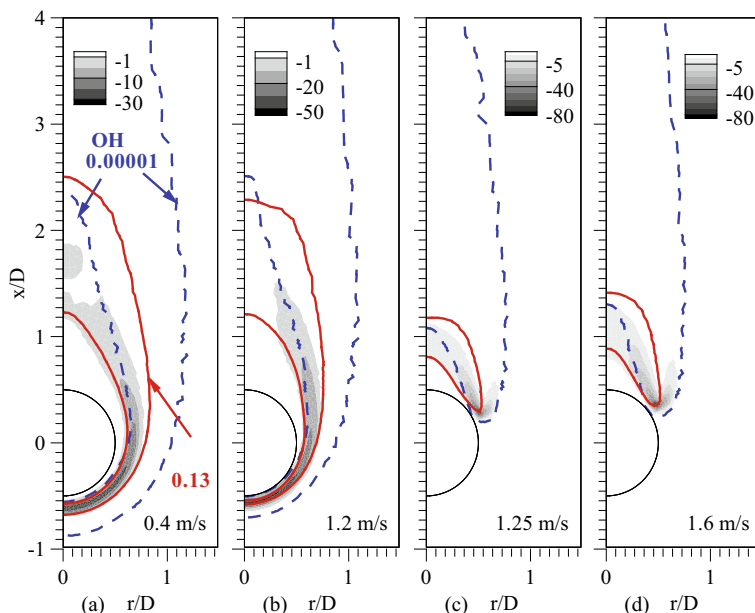 4
3
2
1
0
-1
x/D
-1
-10
-30
OH
0.00001
0.13
0.4 m/s
0 1
(a) r/D
-1
-20
-50
1.2 m/s
0 1
(b) r/D
-5
-40
-80
1.25 m/s
0 1
(c) r/D
-5
-40
-80
1.6 m/s
0 1
(d) r/D